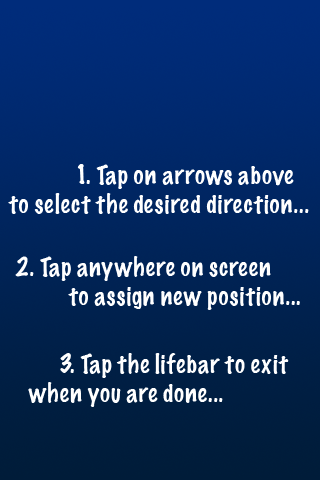 1. Tap on arrows above
to select the desired direction...
2. Tap anywhere on screen
to assign new position...
3. Tap the lifebar to exit
when you are done...